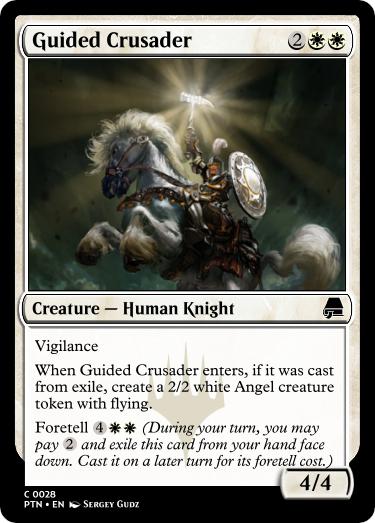 Guided Crusader 2
Creature — Human Knight
Vigilance
When Guided Crusader enters, if it was cast
from exile, create a 2/2 white Angel creature
token with flying.
Foretell 4 (During your turn, you may
pay 2 and exile this card from your hand face
down. Cast it on a later turn for its foretell cost.)
4/4
C 0028
PTN • EN Sergey Gudz